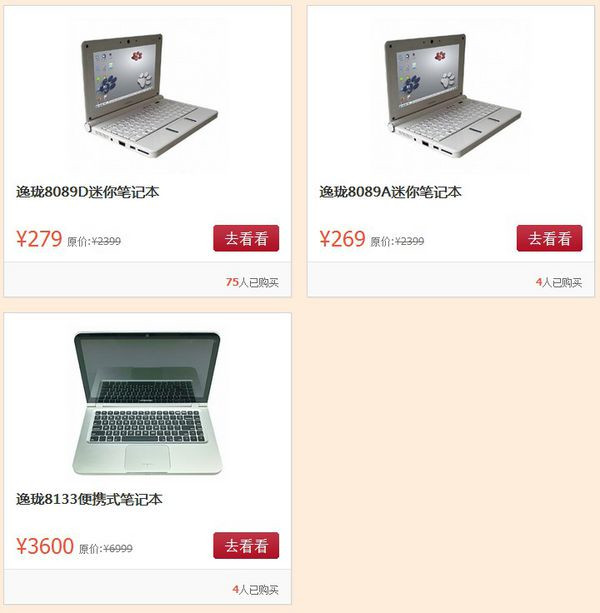 逸珑8089D迷你笔记本
¥279 原价:¥2399 去看看
75人已购买
逸珑8089A迷你笔记本
¥269 原价:¥2399 去看看
4人已购买
逸珑8133便携式笔记本
¥3600 原价:¥6999 去看看
4人已购买